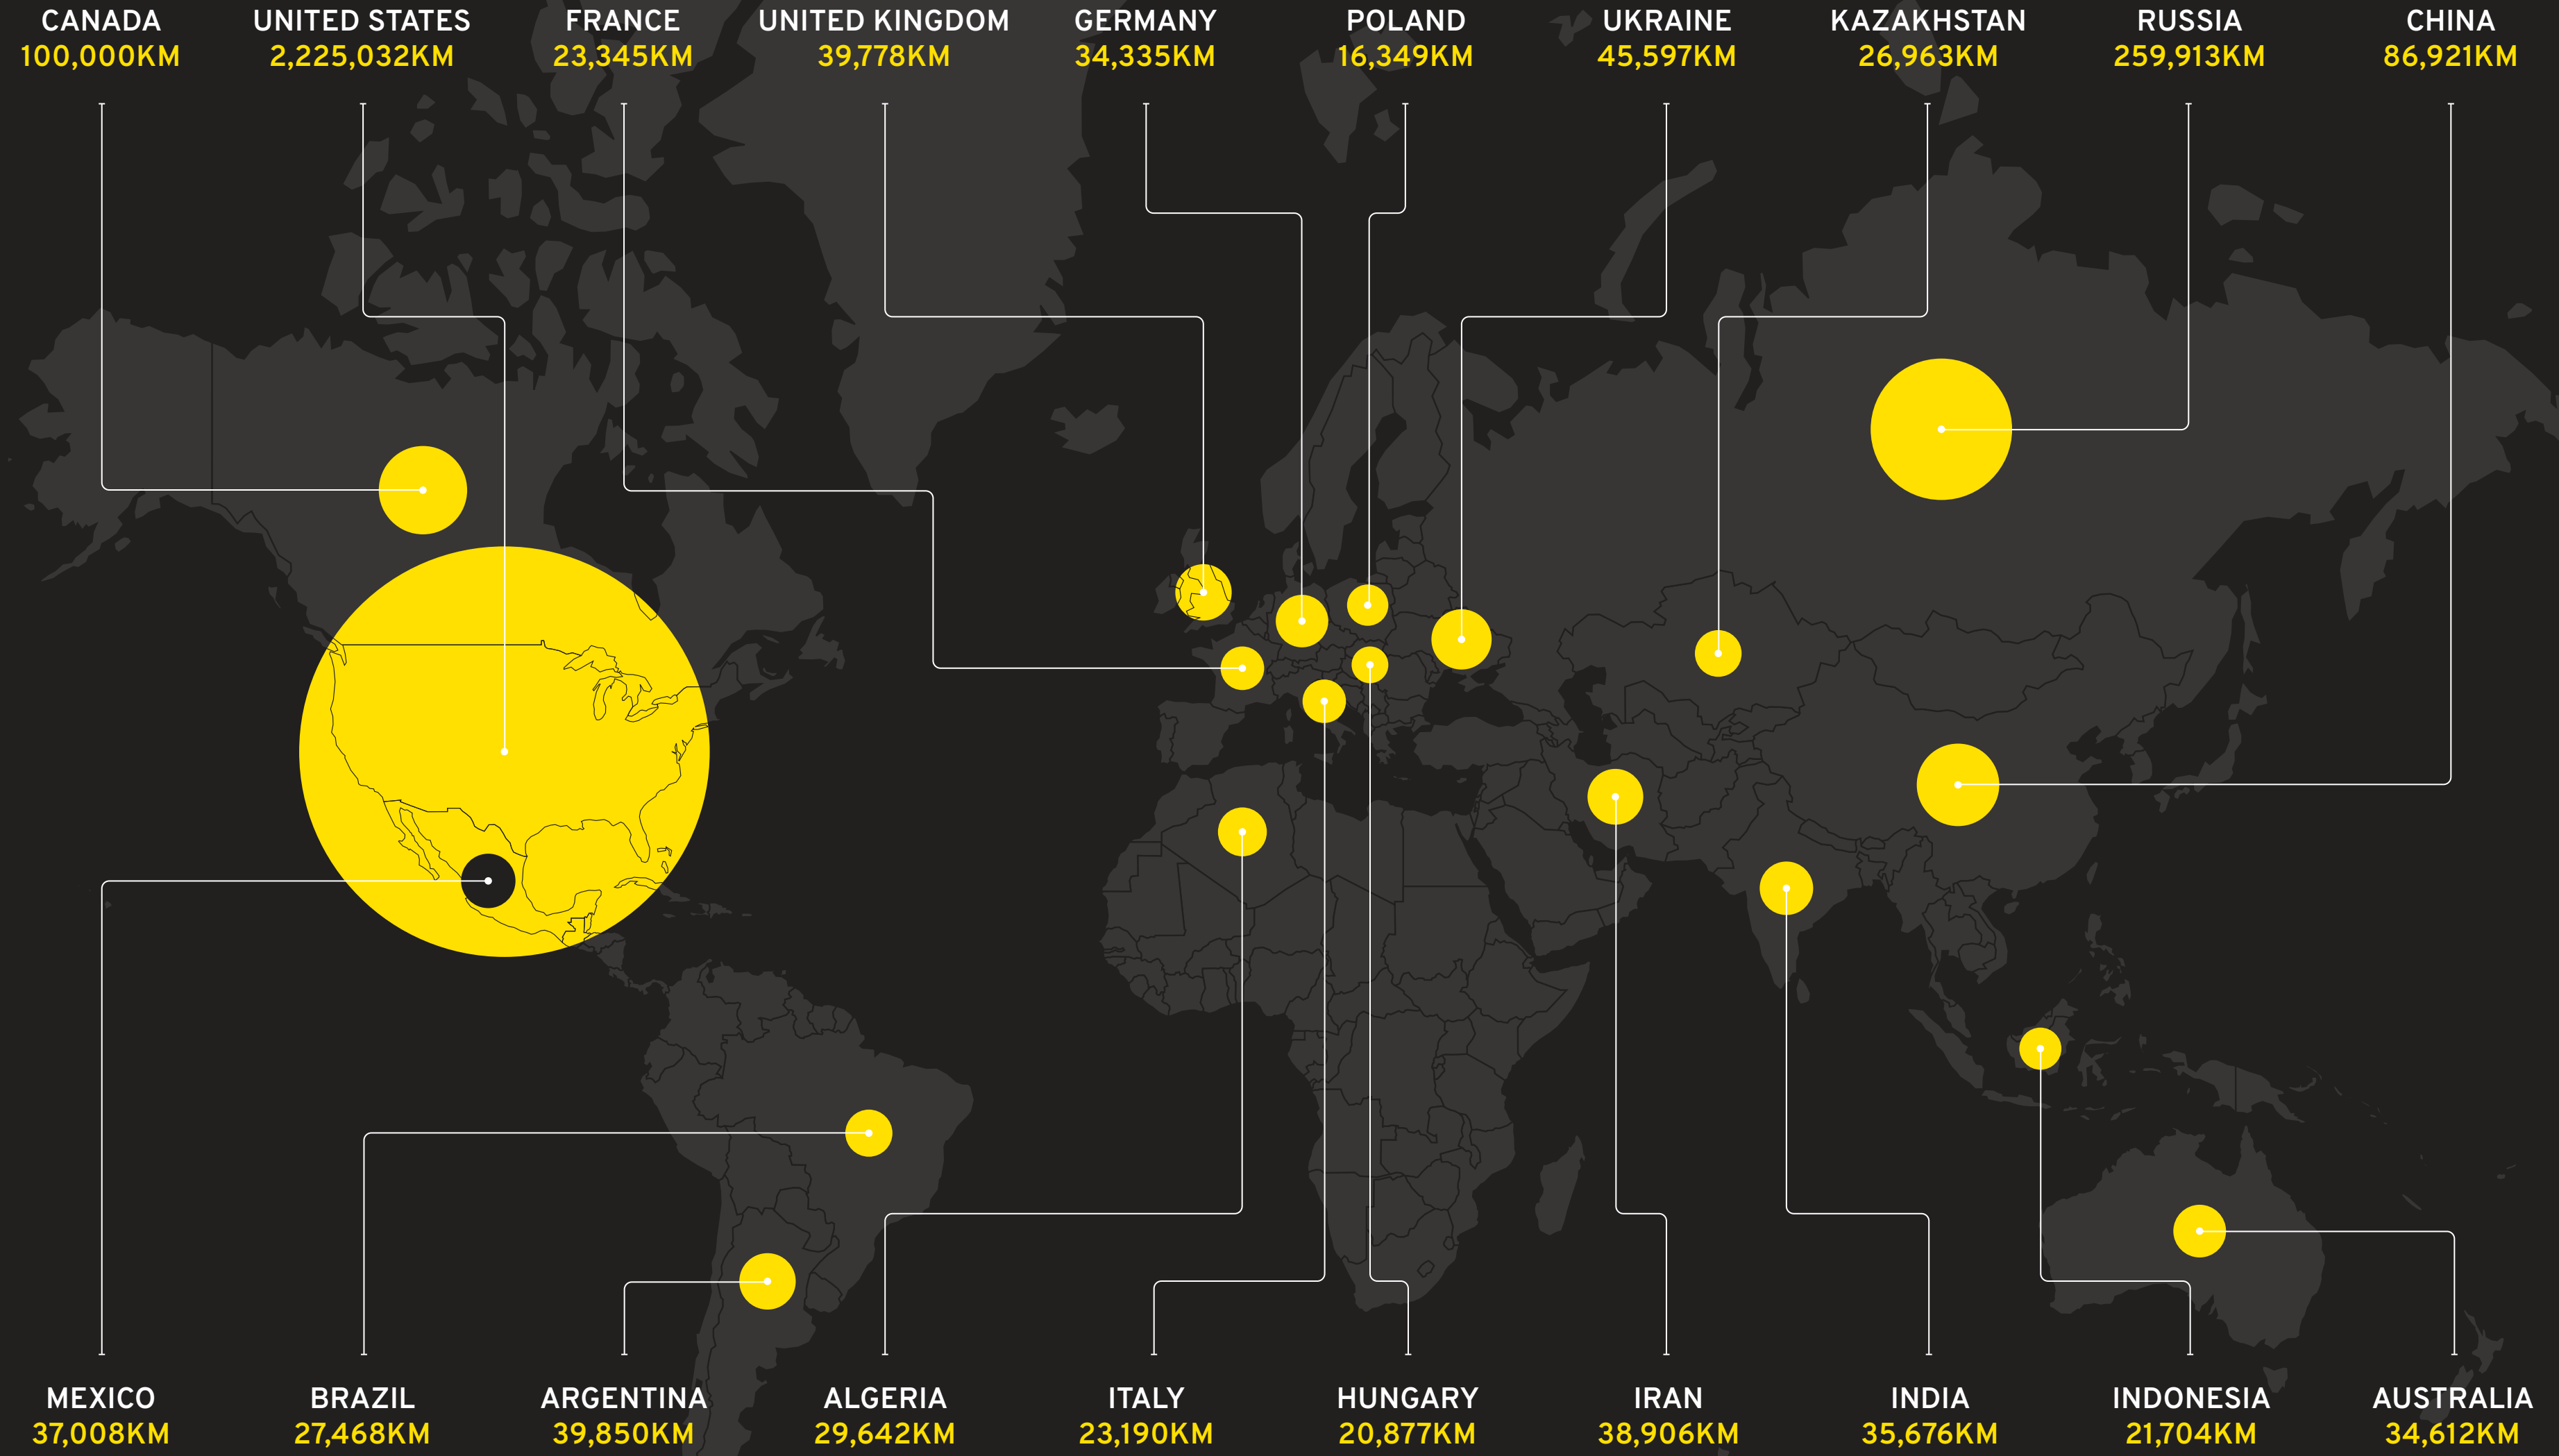 CANADA
100,000KM
UNITED STATES
2,225,032KM
FRANCE
23,345KM
UNITED KINGDOM
39,778KM
GERMANY
34,335KM
POLAND
16,349KM
UKRAINE
45,597KM
KAZAKHSTAN
26,963KM
RUSSIA
259,913KM
CHINA
86,921KM
MEXICO
37,008KM
BRAZIL
27,468KM
ARGENTINA
39,850KM
ALGERIA
29,642KM
ITALY
23,190KM
HUNGARY
20,877KM
IRAN
38,906KM
INDIA
35,676KM
INDONESIA
21,704KM
AUSTRALIA
34,612KM